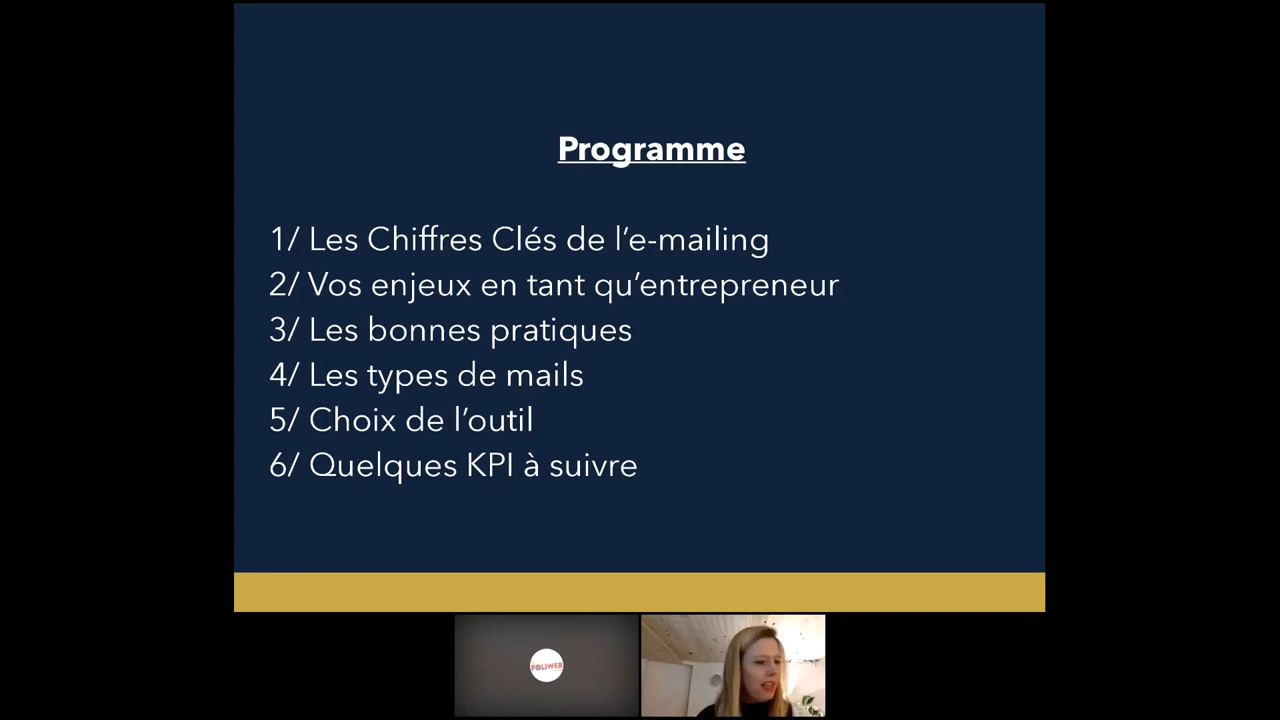 Programme
1/ Les Chiffres Clés de l’e-mailing
2/ Vos enjeux en tant qu’entrepreneur
3/ Les bonnes pratiques
4/ Les types de mails
5/ Choix de l’outil
6/ Quelques KPI à suivre
FOLIWEB